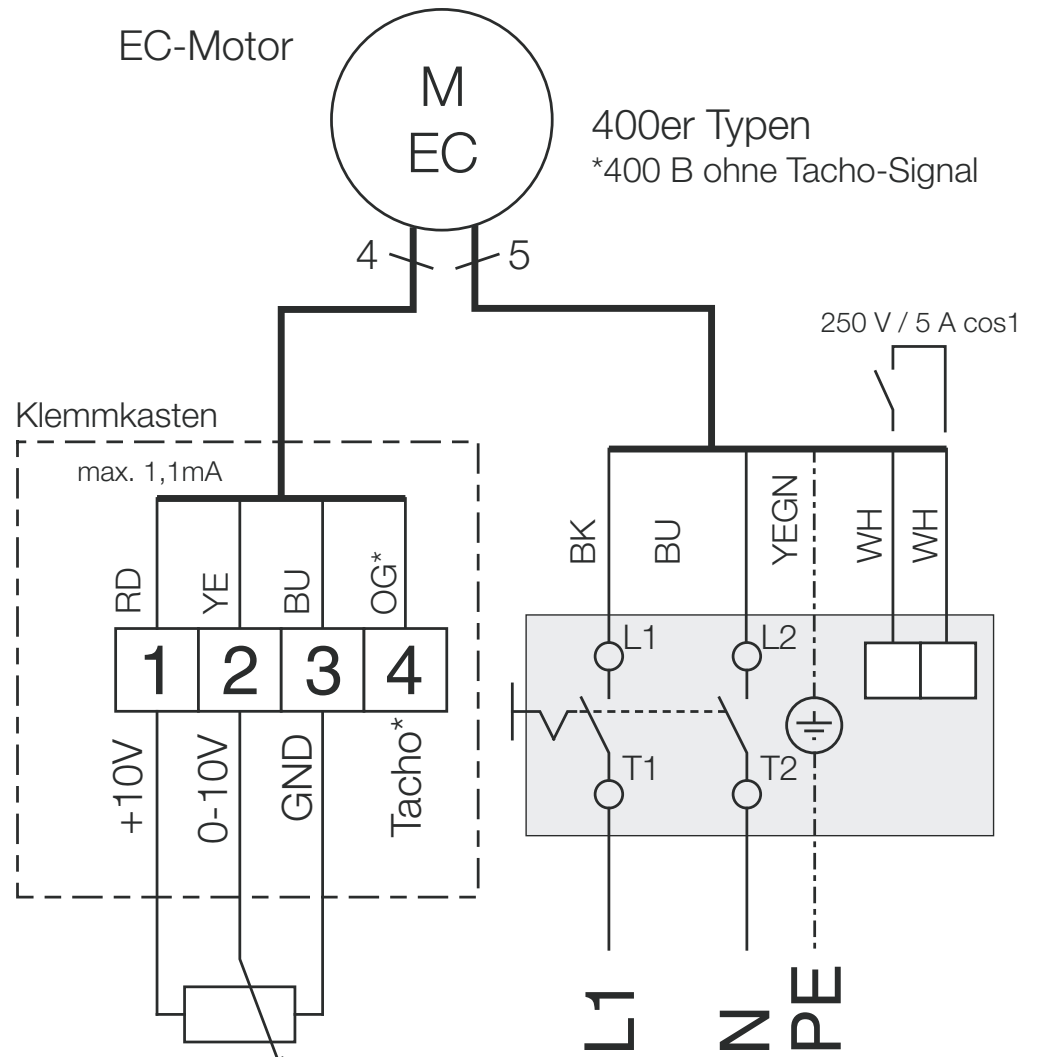 EC-Motor
M
EC
400er Typen
*400 B ohne Tacho-Signal
4
5
250 V / 5 A cos1
Klemmkasten
max. 1,1mA
RD
YE
BU
OG*
BK
BU
YEGN
WH
WH
1
2
3
4
L1
L2
+10V
0-10V
GND
Tacho*
T1
T2
L1
N
PE